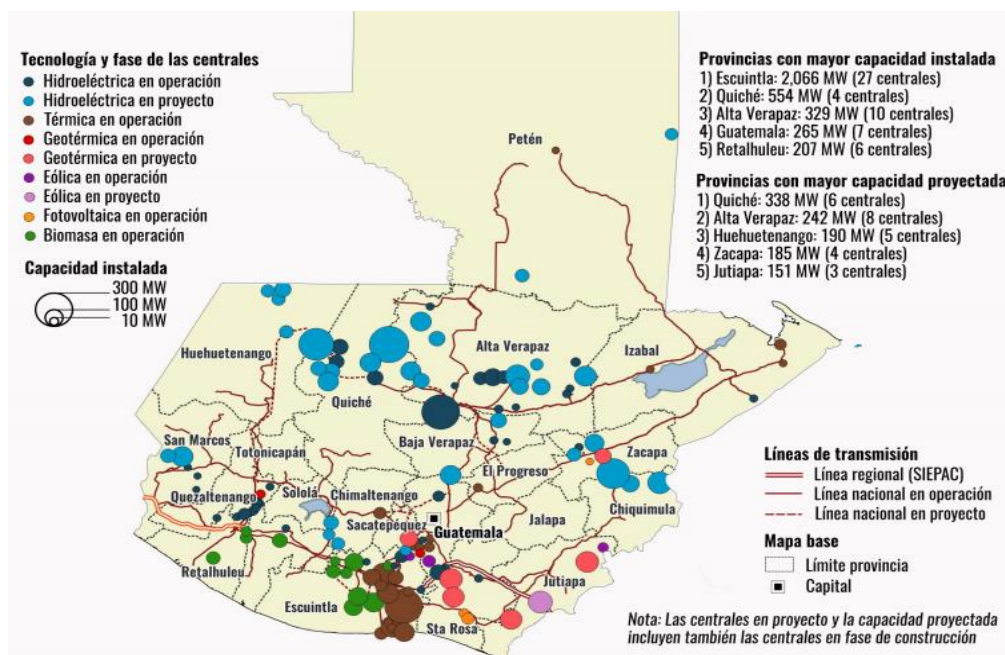 Tecnología y fase de las centrales
Hidroeléctrica en operación
Hidroeléctrica en proyecto
Térmica en operación
Geotérmica en operación
Geotérmica en proyecto
Eólica en operación
Eólica en proyecto
Fotovoltaica en operación
Biomasa en operación
Capacidad instalada
300 MW
100 MW
10 MW
Provincias con mayor capacidad instalada
1) Escuintla: 2,066 MW (27 centrales)
2) Quiché: 554 MW (4 centrales)
3) Alta Verapaz: 329 MW (10 centrales)
4) Guatemala: 265 MW (7 centrales)
5) Retalhuleu: 207 MW (6 centrales)
Provincias con mayor capacidad proyectada
1) Quiché: 338 MW (6 centrales)
2) Alta Verapaz: 242 MW (8 centrales)
3) Huehuetenango: 190 MW (5 centrales)
4) Zacapa: 185 MW (4 centrales)
5) Jutiapa: 151 MW (3 centrales)
Petén
Huehuetenango
Alta Verapaz
Izabal
Quiché
San Marcos
Totonicapán
Baja Verapaz
Zacapa
El Progreso
Quezaltenango
Sololá
Chimaltenango
Chiquimula
Sacatepéquez
Guatemala
Jalapa
Retalhuleu
Jutiapa
Escuintla
Sta Rosa
Líneas de transmisión
Línea regional (SIEPAC)
Línea nacional en operación
Línea nacional en proyecto
Mapa base
Límite provincia
Capital
Nota: Las centrales en proyecto y la capacidad proyectada
incluyen también las centrales en fase de construcción